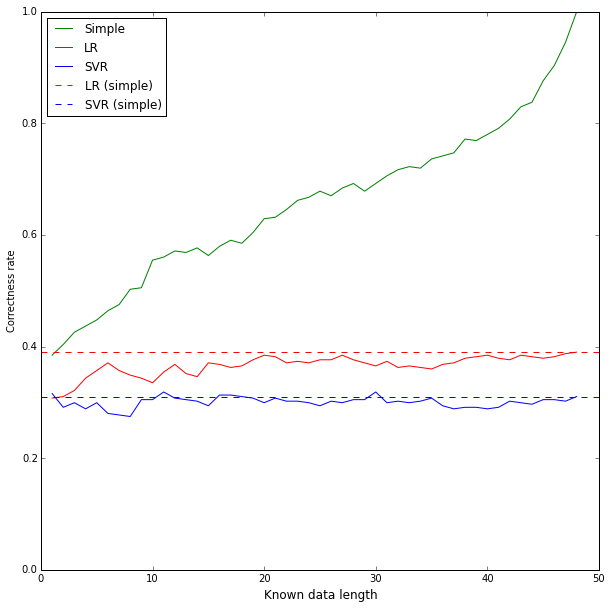 1.0
0.8
0.6
0.4
0.2
0.0
Correctness rate
Simple
LR
SVR
LR (simple)
SVR (simple)
0 10 20 30 40 50
Known data length